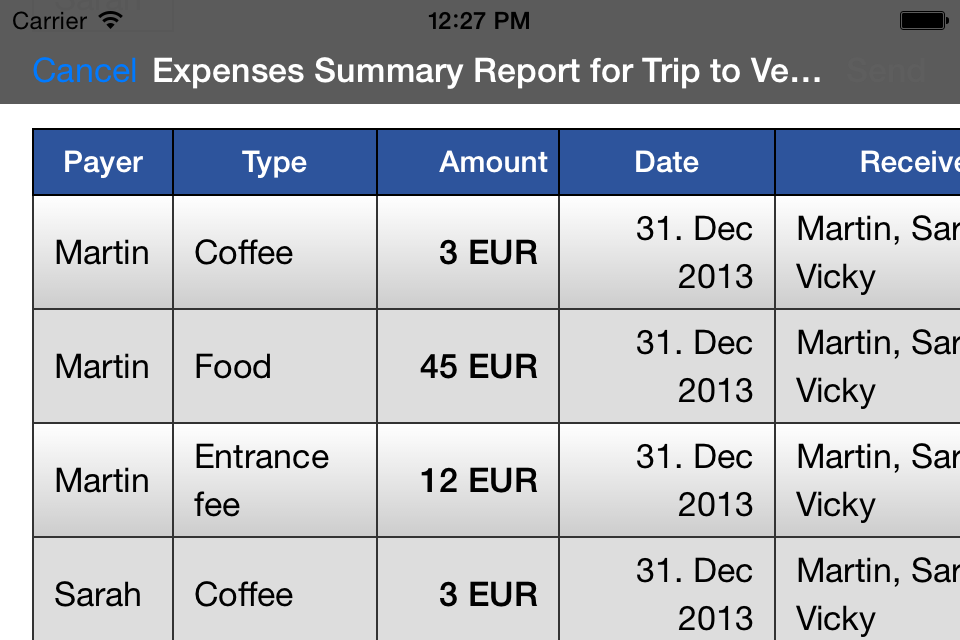 Carrier 12:27 PM
Cancel Expenses Summary Report for Trip to Ve... Send
Payer Type Amount Date Receive
Martin Coffee 3 EUR 31. Dec 2013 Martin, Sar
Vicky
Martin Food 45 EUR 31. Dec 2013 Martin, Sar
Vicky
Martin Entrance fee 12 EUR 31. Dec 2013 Martin, Sar
Vicky
Sarah Coffee 3 EUR 31. Dec 2013 Martin, Sar
Vicky